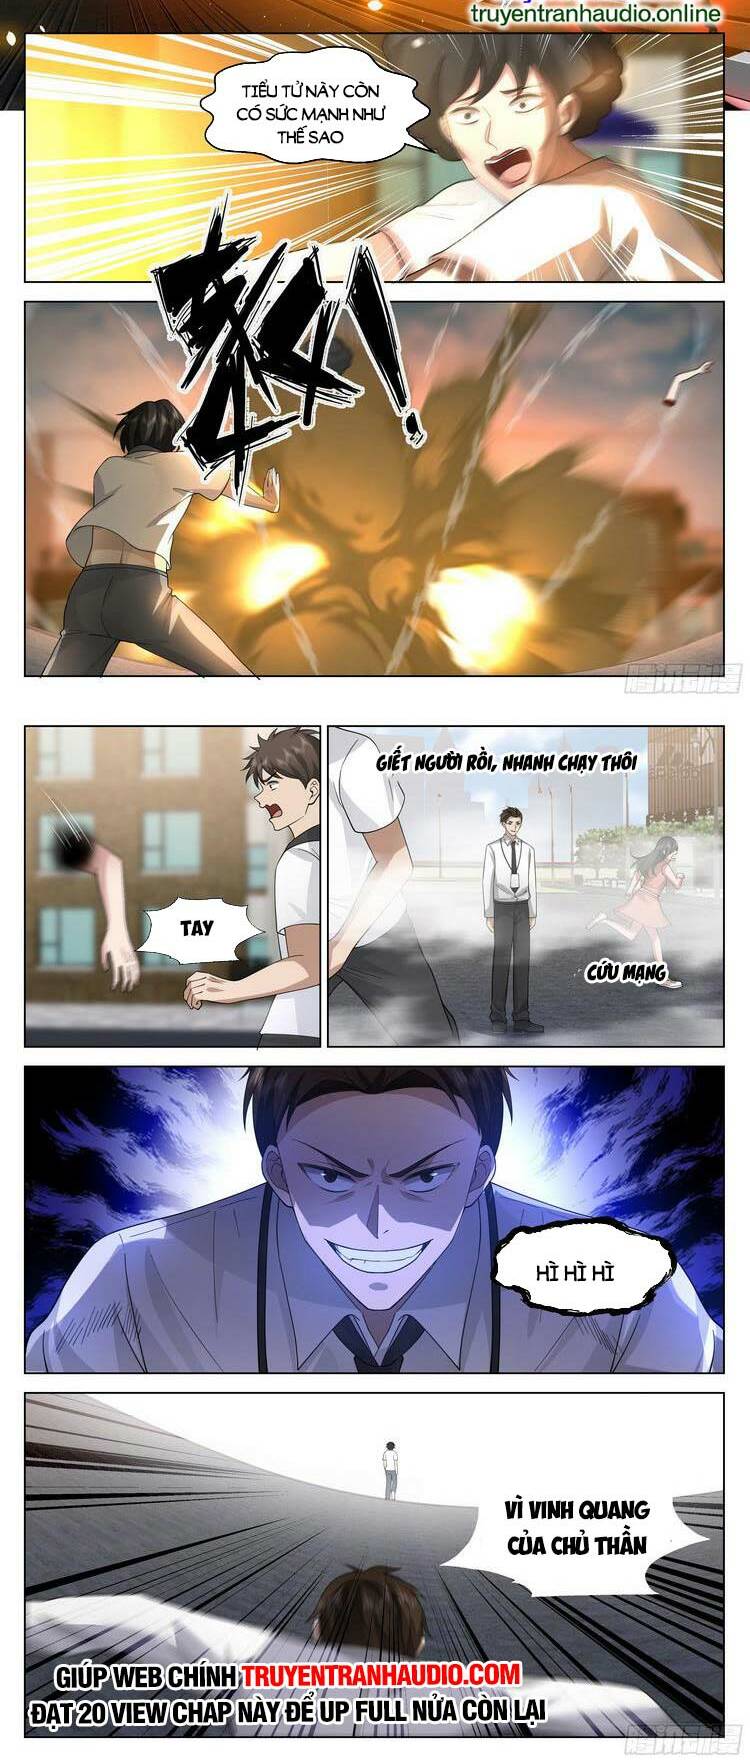 truyentranhaudio.online
TIỂU TỬ NÀY CÒN
CÓ SỨC MẠNH NHƯ
THẾ SAO
GIẾT NGƯỜI RỒI, NHANH CHẠY THÔI
TAY
CỨU MẠNG
HÌ HÌ HÌ
VÌ VINH QUANG
CỦA CHỦ THẦN
GIÚP WEB CHÍNH TRUYENTRANHAUDIO.COM
ĐẠT 20 VIEW CHAP NÀY ĐỂ UP FULL NỬA CÒN LẠI